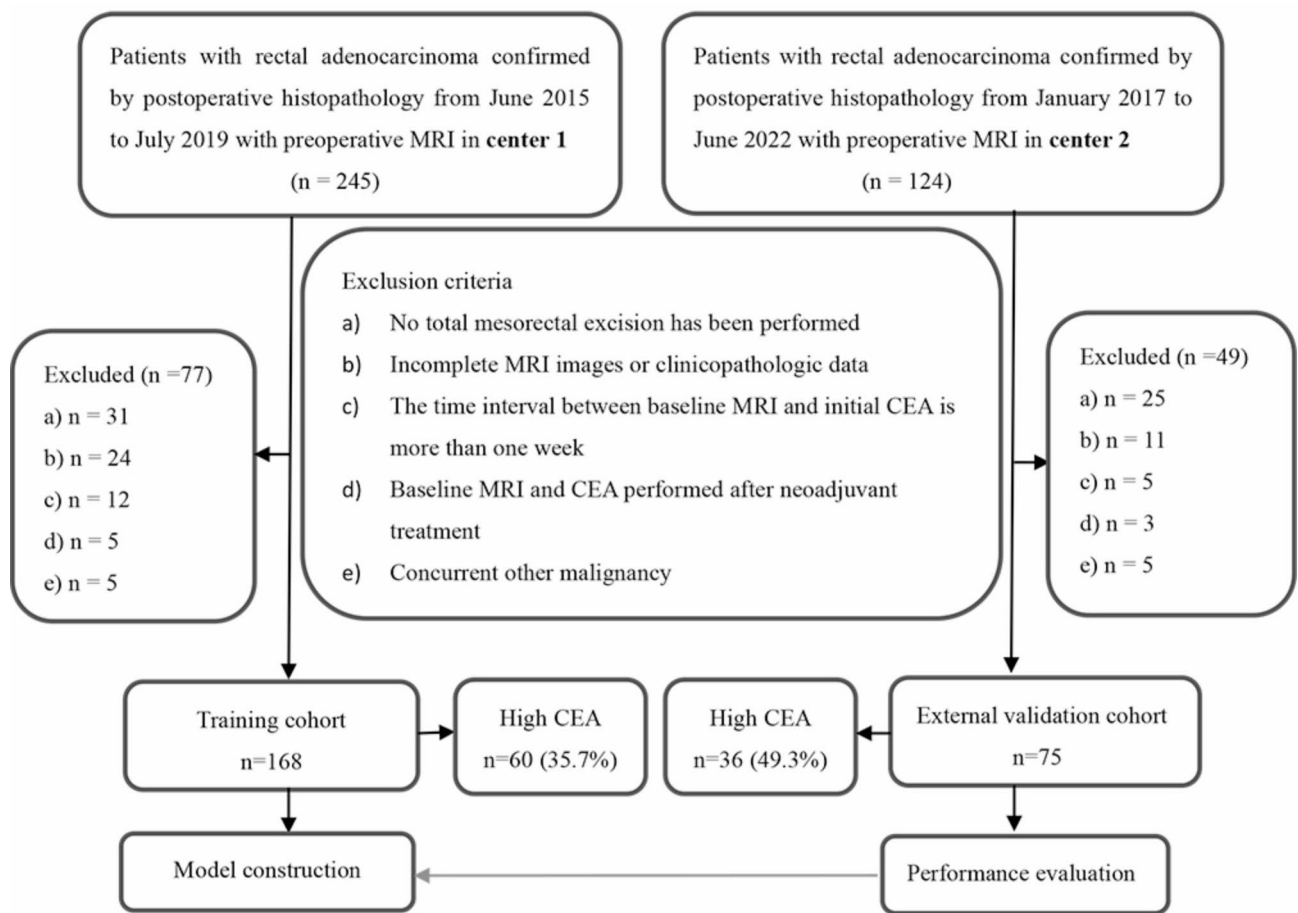 Patients with rectal adenocarcinoma confirmed
by postoperative histopathology from June 2015
to July 2019 with preoperative MRI in center 1
(n = 245)
Patients with rectal adenocarcinoma confirmed by
postoperative histopathology from January 2017 to
June 2022 with preoperative MRI in center 2
(n = 124)
Exclusion criteria
a) No total mesorectal excision has been performed
b) Incomplete MRI images or clinicopathologic data
c) The time interval between baseline MRI and initial CEA is
more than one week
d) Baseline MRI and CEA performed after neoadjuvant
treatment
e) Concurrent other malignancy
Excluded (n =77)
a) n = 31
b) n = 24
c) n = 12
d) n = 5
e) n = 5
Excluded (n =49)
a) n = 25
b) n = 11
c) n = 5
d) n = 3
e) n = 5
Training cohort
n=168
High CEA
n=60 (35.7%)
High CEA
n=36 (49.3%)
External validation cohort
n=75
Model construction
Performance evaluation